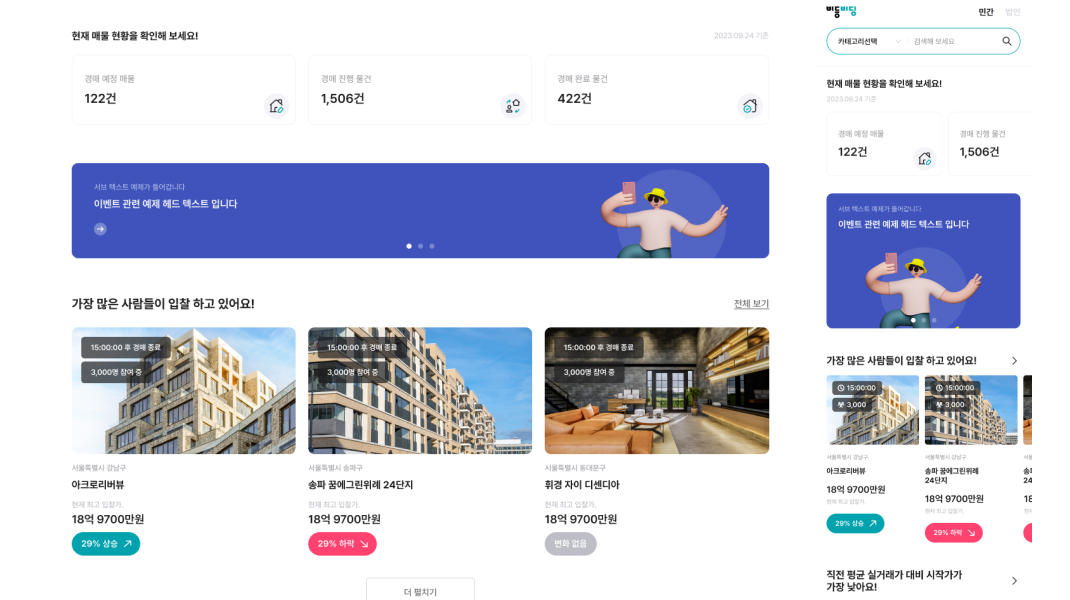 현재 매물 현황을 확인해 보세요!
2023.09.24 기준
경매 예정 매물
122건
경매 진행 물건
1,506건
경매 완료 물건
422건
서브 텍스트 예제가 들어갑니다
이벤트 관련 예제 헤드 텍스트 입니다
가장 많은 사람들이 입찰 하고 있어요!
전체 보기
15:00:00 후 경매 종료
3,000명 참여 중
15:00:00 후 경매 종료
3,000명 참여 중
15:00:00 후 경매 종료
3,000명 참여 중
서울특별시 강남구
아크로리버뷰
현재 최고 입찰가.
18억 9700만원
29% 상승
서울특별시 송파구
송파 꿈에그린위례 24단지
현재 최고 입찰가.
18억 9700만원
29% 하락
서울특별시 동대문구
휘경 자이 디센디아
현재 최고 입찰가.
18억 9700만원
변화 없음
더 펼치기
비둥비딩
민간
법인
카테고리선택
검색해 보세요
현재 매물 현황을 확인해 보세요!
2023.09.24 기준
경매 예정 매물
122건
경매 진행 물건
1,506건
서브 텍스트 예제가 들어갑니다
이벤트 관련 예제 헤드 텍스트 입니다
가장 많은 사람들이 입찰 하고 있어요!
15:00:00
3,000
15:00:00
3,000
서울특별시 강남구
아크로리버뷰
18억 9700만원
현재 최고 입찰가.
29% 상승
서울특별시 송파구
송파 꿈에그린위례
24단지
18억 9700만원
현재 최고 입찰가.
29% 하락
직전 평균 실거래가 대비 시작가가
가장 낮아요!